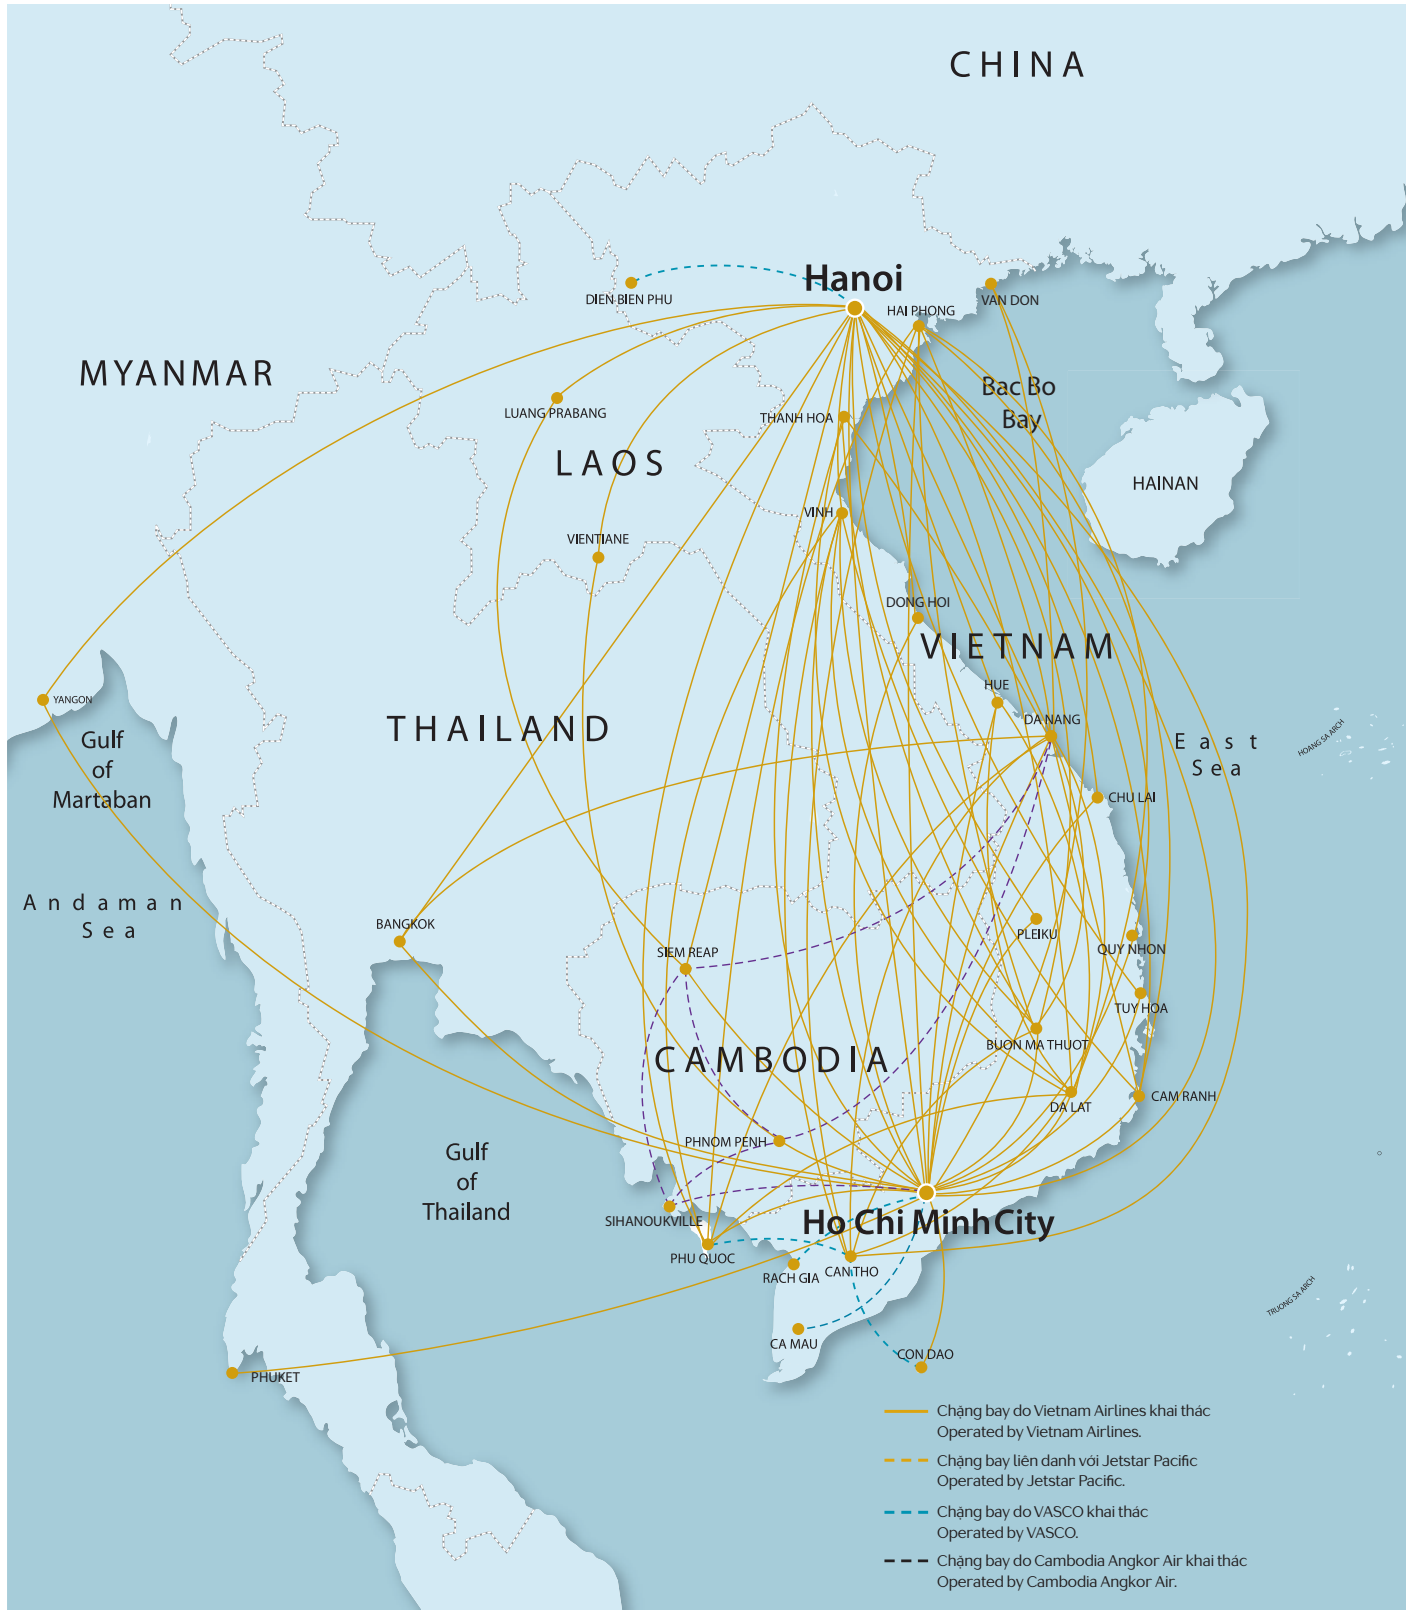 CHINA
Hanoi
DIEN BIEN PHU
VAN DON
HAI PHONG
MYANMAR
Bac Bo
Bay
LUANG PRABANG
THANH HOA
LAOS
HAINAN
VINH
VIENTIANE
DONG HOI
VIETNAM
HUE
YANGON
DA NANG
THAILAND
Gulf
of
Martaban
East
Sea
HOANG SA ARCH
CHU LAI
Andaman
Sea
BANGKOK
PLEIKU
QUY NHON
SIEM REAP
TUY HOA
BUON MA THUOT
CAMBODIA
CAM RANH
DA LAT
PHNOM PENH
Gulf
of
Thailand
SIHANOUKVILLE
Ho Chi Minh City
PHU QUOC
RACH GIA
CAN THO
TRUONG SA ARCH
CA MAU
CON DAO
PHUKET
Chặng bay do Vietnam Airlines khai thác
Operated by Vietnam Airlines.
Chặng bay liên danh với Jetstar Pacific
Operated by Jetstar Pacific.
Chặng bay do VASCO khai thác
Operated by VASCO.
Chặng bay do Cambodia Angkor Air khai thác
Operated by Cambodia Angkor Air.